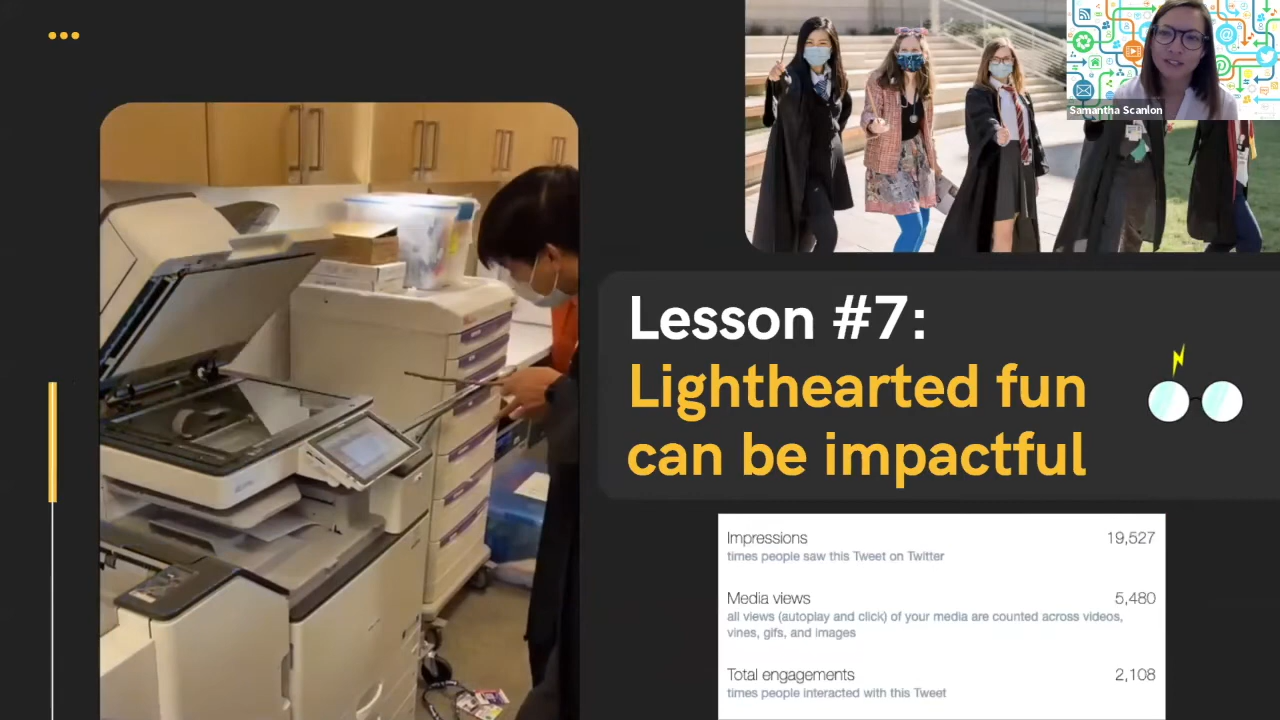 Samantha Scanlon
Lesson #7:
Lighthearted fun
can be impactful
Impressions 19,527
times people saw this Tweet on Twitter
Media views 5,480
all views (autoplay and click) of your media are counted across videos,
vines, gifs, and images
Total engagements 2,108
times people interacted with this Tweet